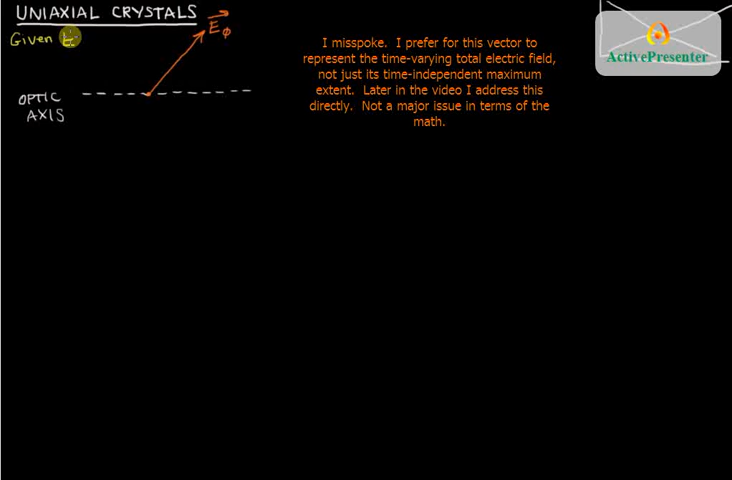 UNIAXIAL CRYSTALS
Given E
E⃗ϕ
OPTIC
AXIS
I misspoke. I prefer for this vector to
represent the time-varying total electric field,
not just its time-independent maximum
extent. Later in the video I address this
directly. Not a major issue in terms of the
math.
ActivePresenter